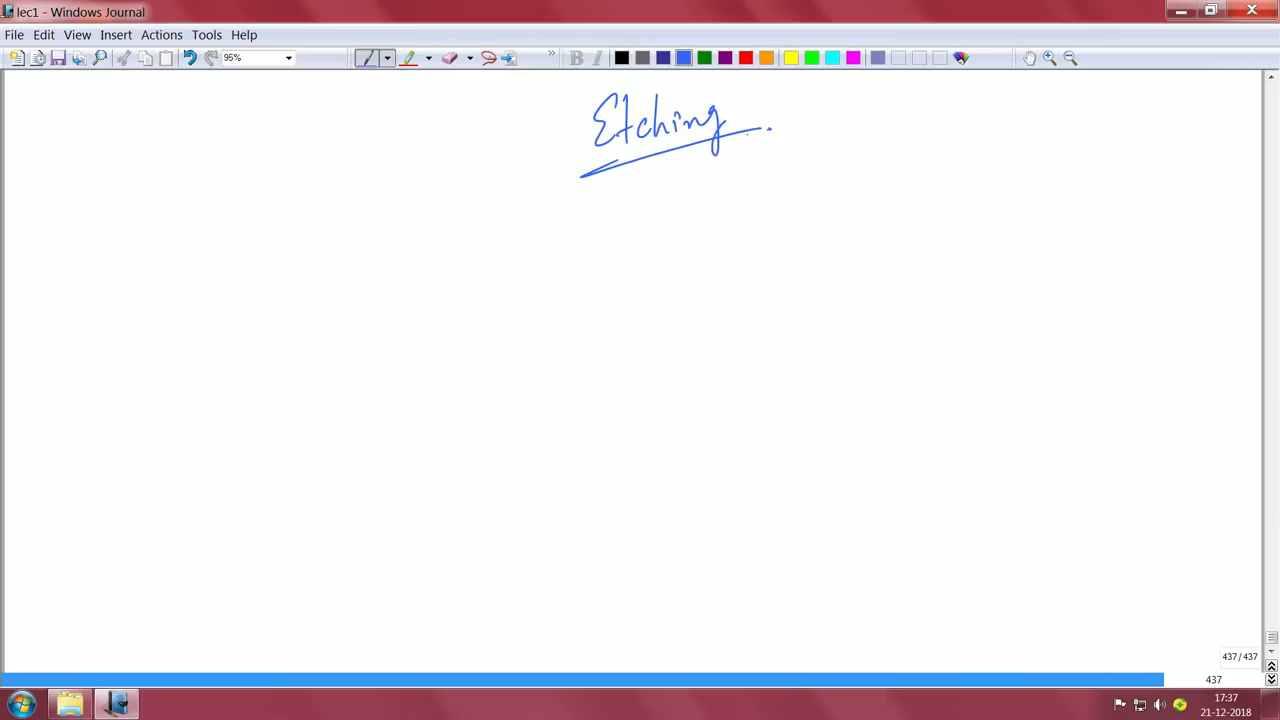 lec1 - Windows Journal
File Edit View Insert Actions Tools Help
95% B I
Etching.
437 / 437
437
17:37
21-12-2018